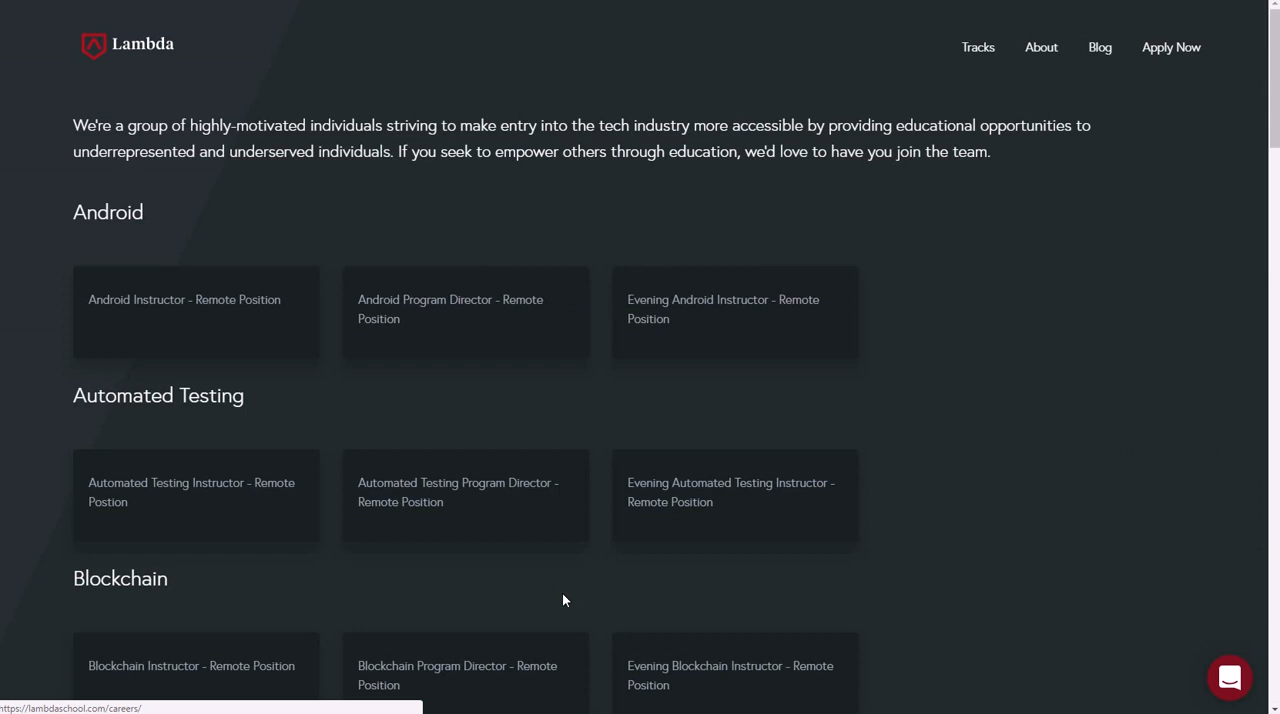 Lambda
Tracks
About
Blog
Apply Now
We're a group of highly-motivated individuals striving to make entry into the tech industry more accessible by providing educational opportunities to
underrepresented and underserved individuals. If you seek to empower others through education, we'd love to have you join the team.
Android
Android Instructor - Remote Position
Android Program Director - Remote
Position
Evening Android Instructor - Remote
Position
Automated Testing
Automated Testing Instructor - Remote
Postion
Automated Testing Program Director -
Remote Position
Evening Automated Testing Instructor -
Remote Position
Blockchain
Blockchain Instructor - Remote Position
Blockchain Program Director - Remote
Position
Evening Blockchain Instructor - Remote
Position
https://lambdaschool.com/careers/